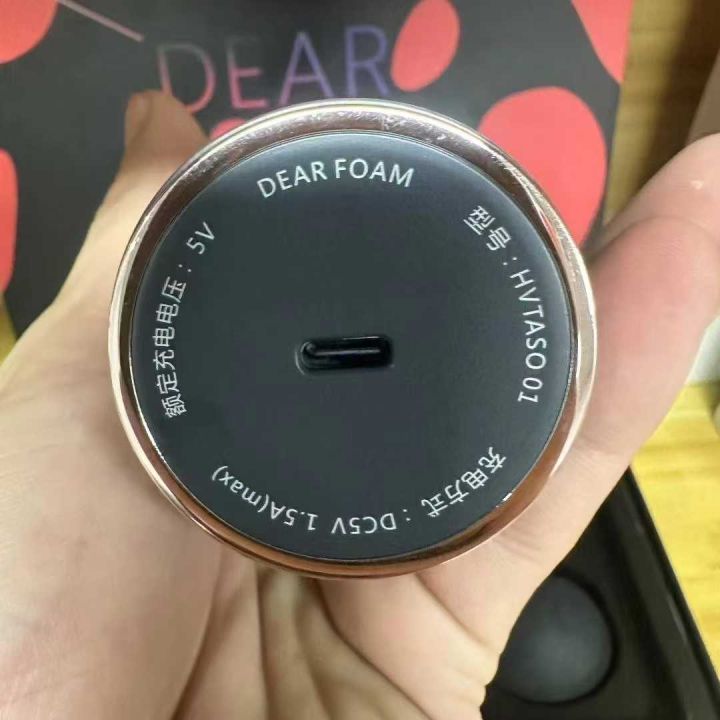 DEAR
DEAR FOAM
型号：HVTASO 01
充电方式：DC5V 1.5A(max)
额定充电电压：5V